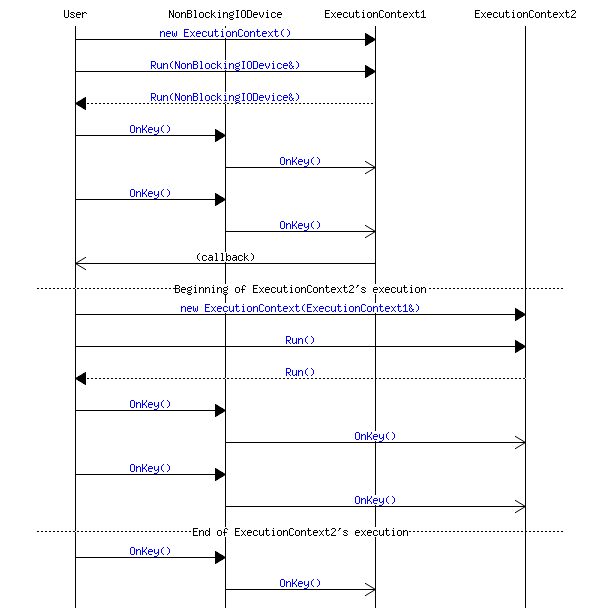 User NonBlockingIODevice ExecutionContext1 ExecutionContext2
new ExecutionContext()
Run(NonBlockingIODevice&)
Run(NonBlockingIODevice&)
OnKey()
OnKey()
OnKey()
OnKey()
(callback)
Beginning of ExecutionContext2's execution
new ExecutionContext(ExecutionContext1&)
Run()
Run()
OnKey()
OnKey()
OnKey()
OnKey()
End of ExecutionContext2's execution
OnKey()
OnKey()